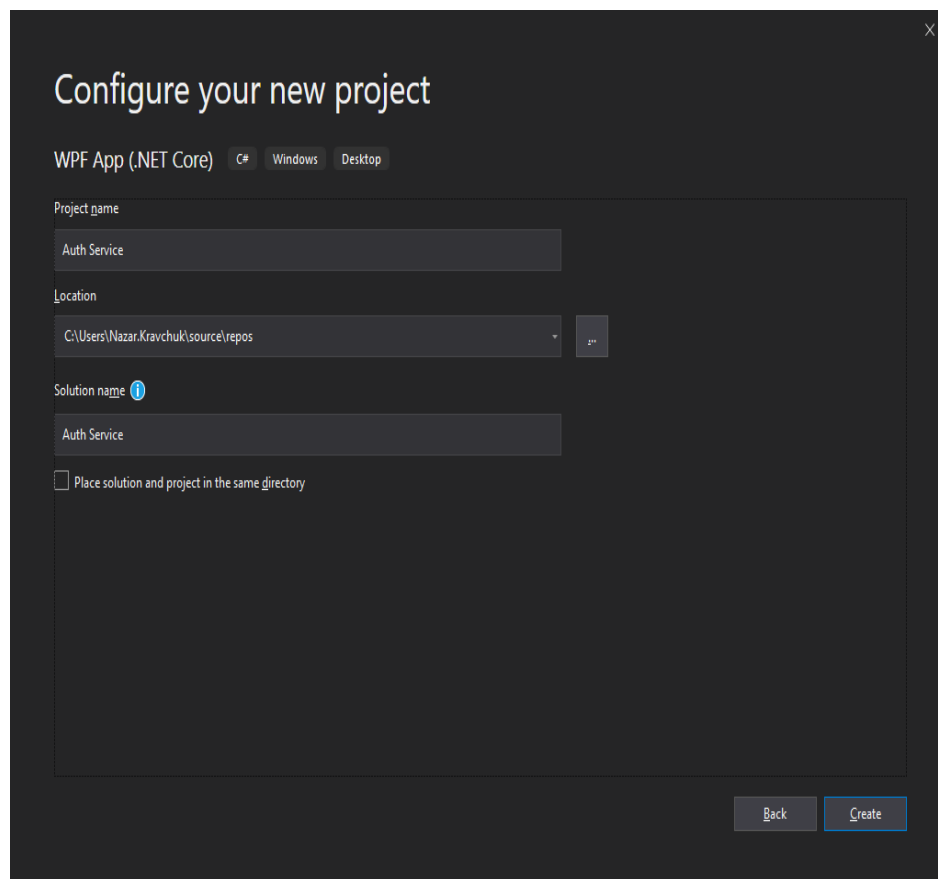 X
Configure your new project
WPF App (.NET Core) C# Windows Desktop
Project name
Auth Service
Location
C:\Users\Nazar.Kravchuk\source\repos
...
Solution name i
Auth Service
Place solution and project in the same directory
Back Create